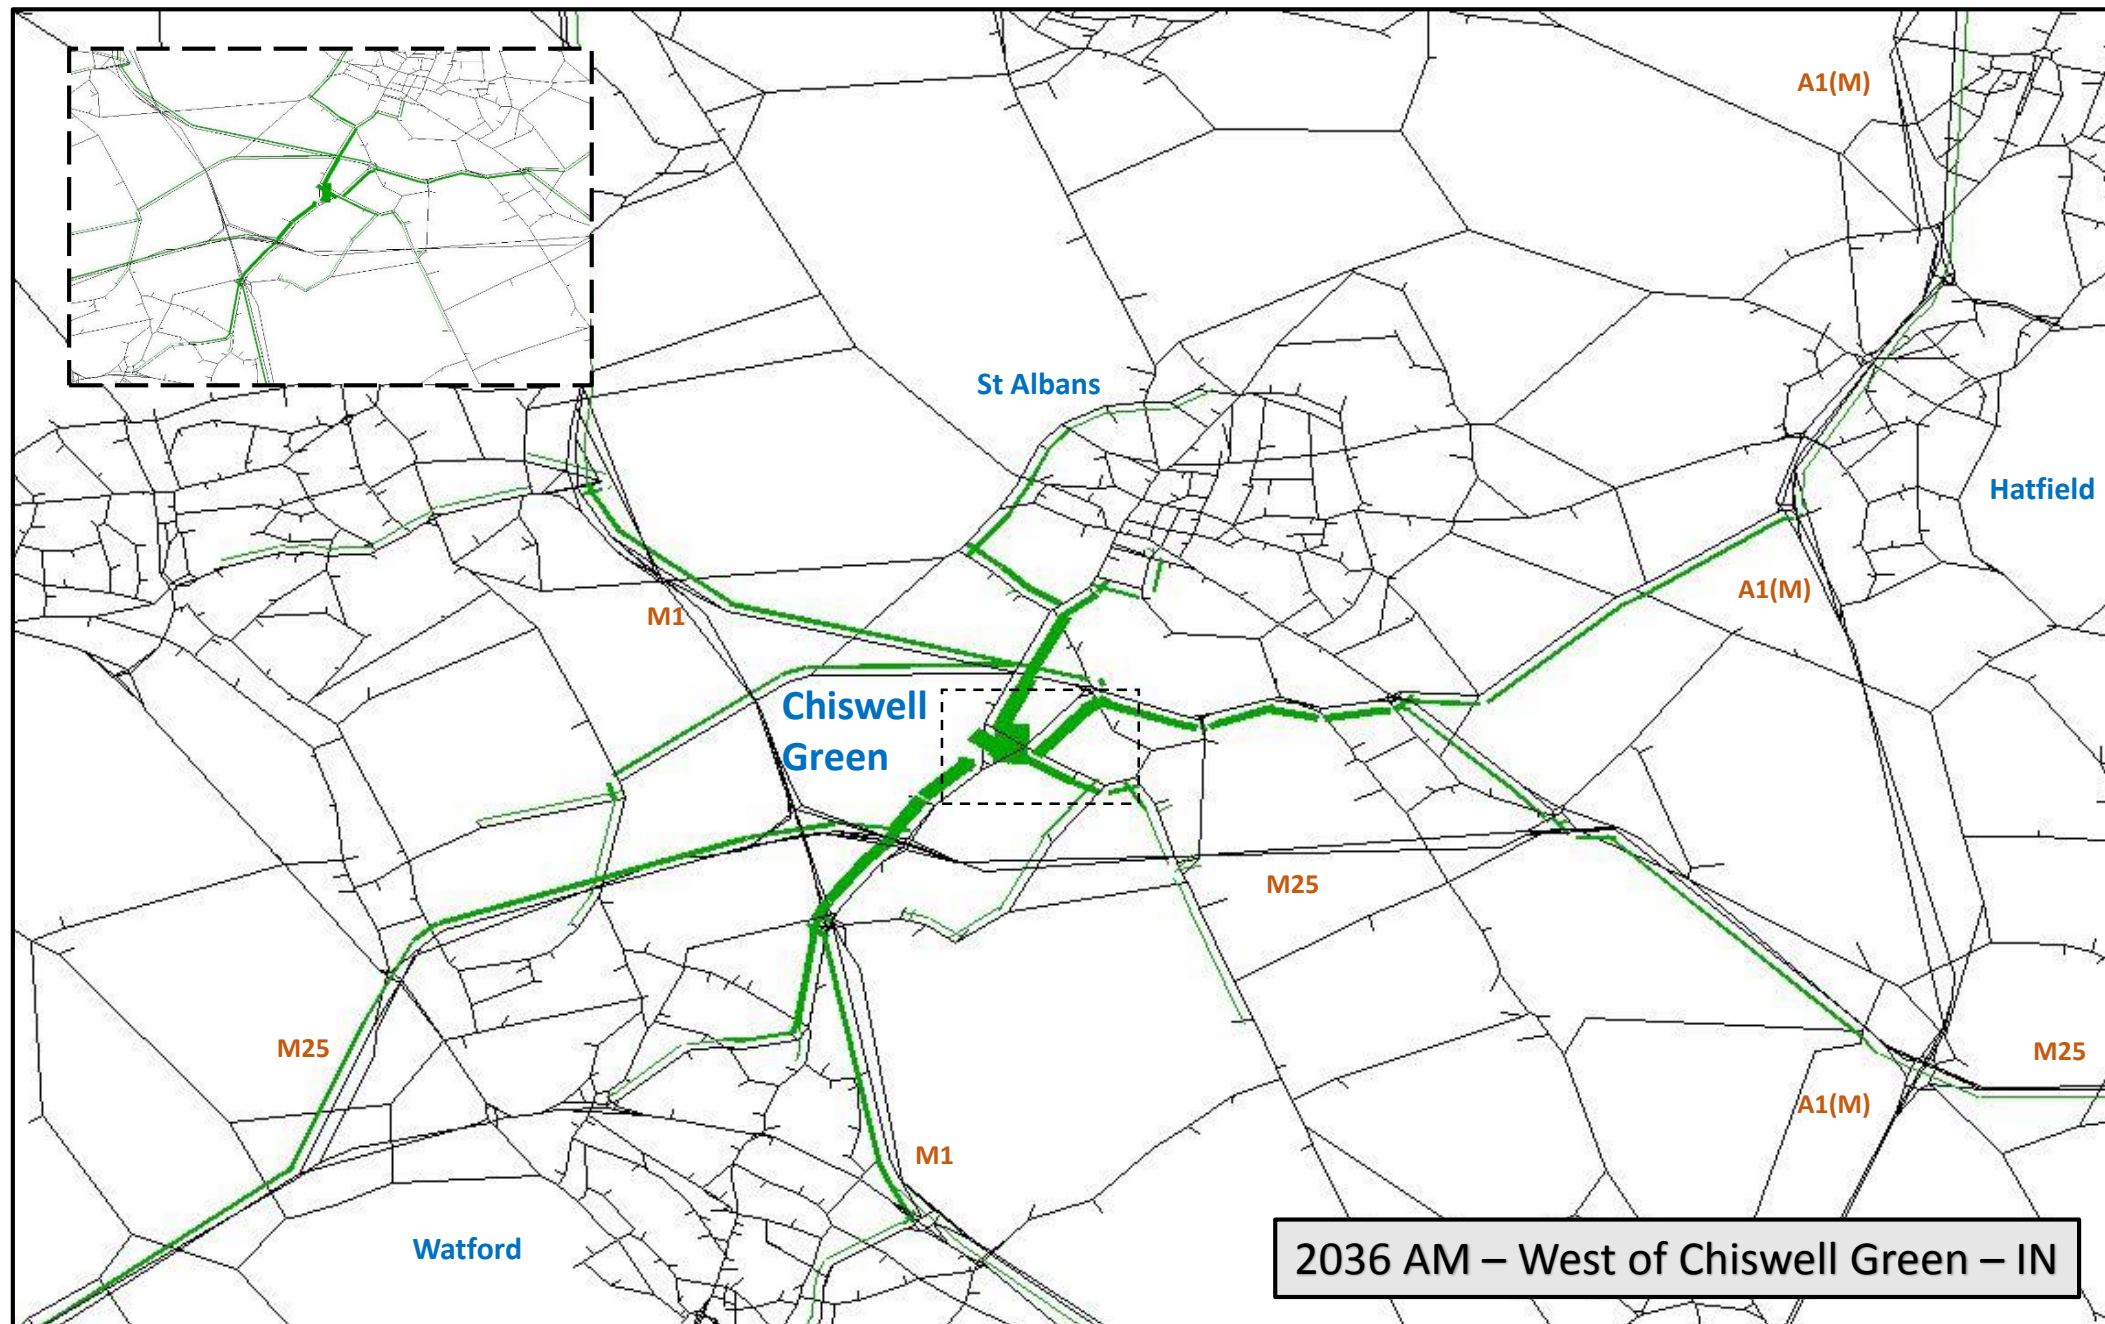 A1(M)
St Albans
Hatfield
A1(M)
M1
Chiswell
Green
M25
M25
M25
A1(M)
M1
Watford
2036 AM – West of Chiswell Green – IN